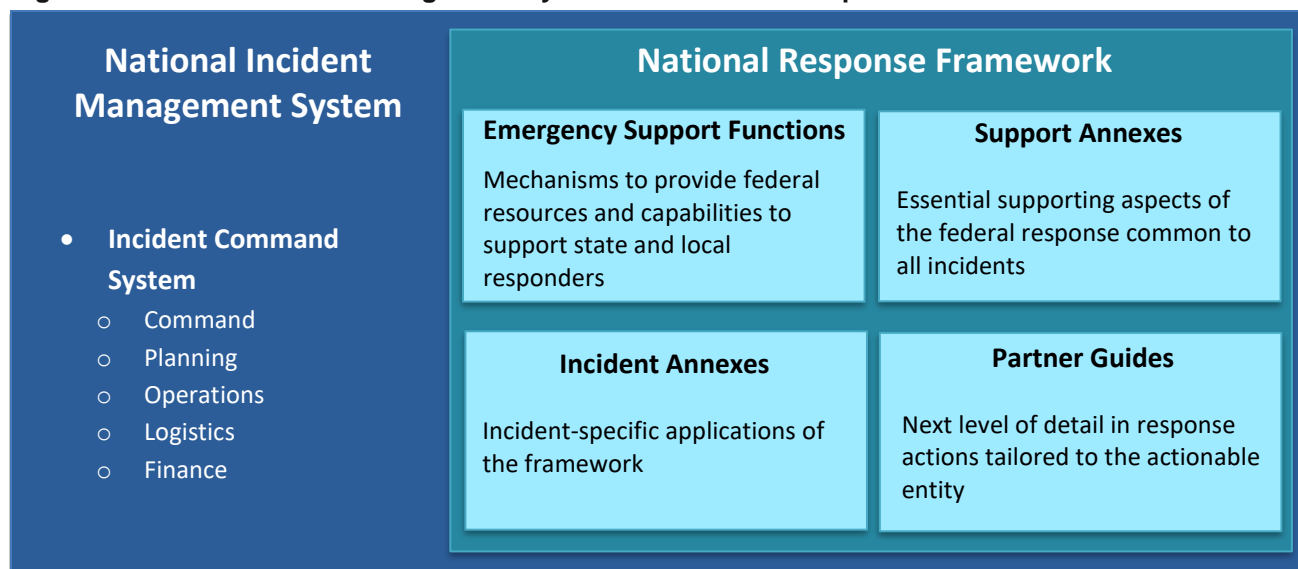 National Incident
Management System
• Incident Command
System
o Command
o Planning
o Operations
o Logistics
o Finance
National Response Framework
Emergency Support Functions
Mechanisms to provide federal
resources and capabilities to
support state and local
responders
Support Annexes
Essential supporting aspects of
the federal response common to
all incidents
Incident Annexes
Incident-specific applications of
the framework
Partner Guides
Next level of detail in response
actions tailored to the actionable
entity